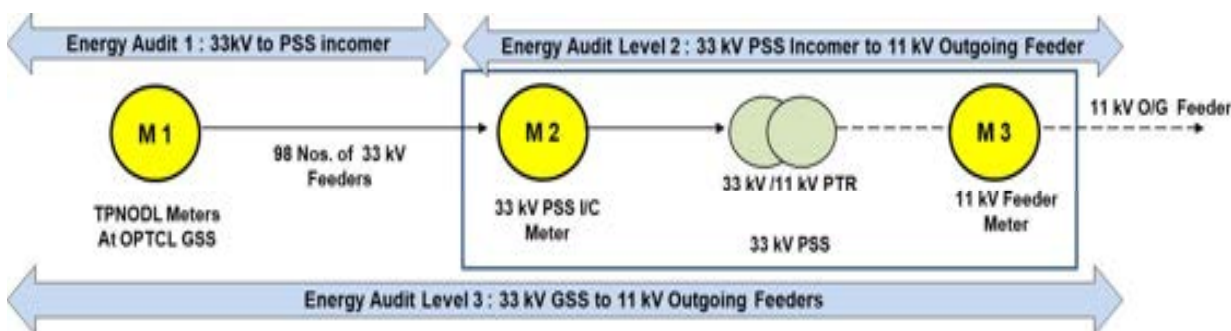 Energy Audit 1 : 33kV to PSS incomer
Energy Audit Level 2 : 33 kV PSS Incomer to 11 kV Outgoing Feeder
M 1
M 2
M 3
11 kV O/G Feeder
98 Nos. of 33 kV
Feeders
33 kV /11 kV PTR
TPNODL Meters
At OPTCL GSS
33 kV PSS I/C
Meter
11 kV Feeder
Meter
33 kV PSS
Energy Audit Level 3 : 33 kV GSS to 11 kV Outgoing Feeders